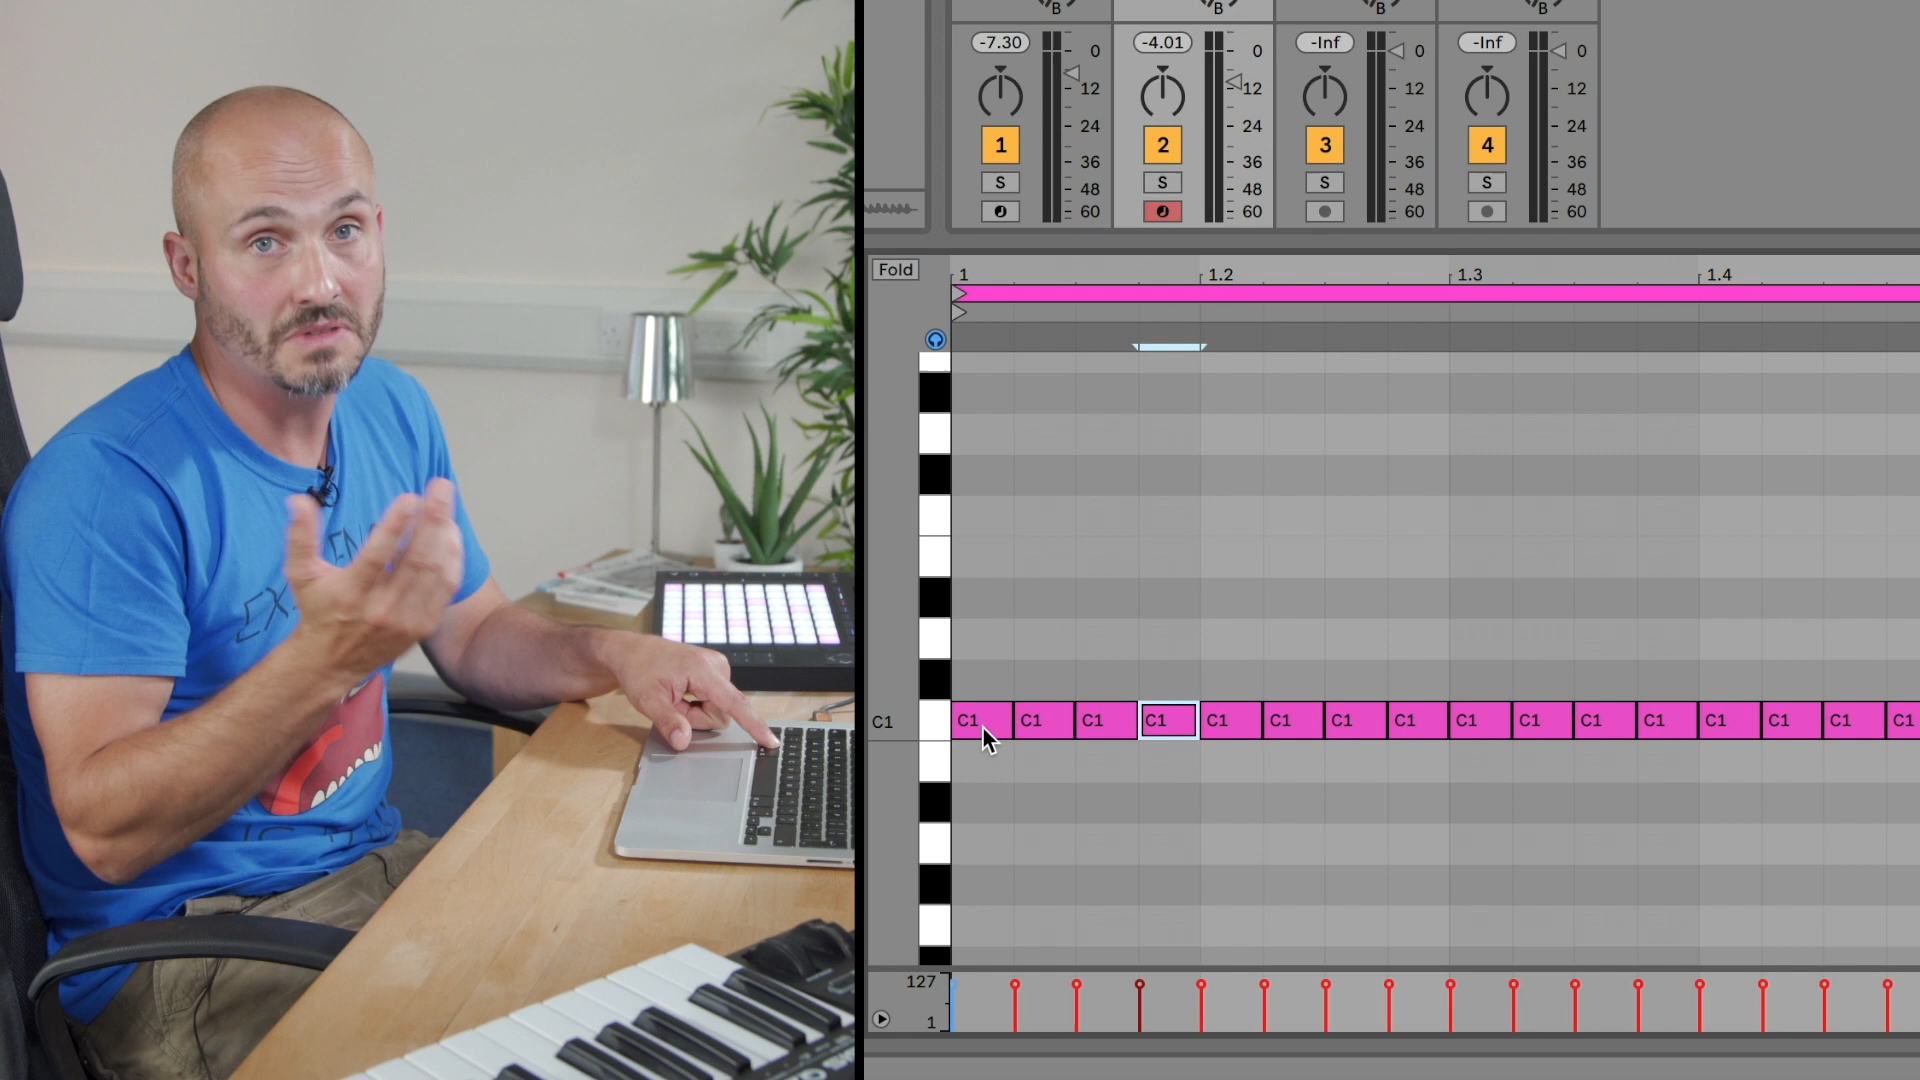 B B B B
-7.30 -4.01 -Inf -Inf
0 0 0 0
12 12 12 12
24 24 24 24
1 2 3 4
36 36 36 36
S S S S
48 48 48 48
60 60 60 60
Fold
1 1.2 1.3 1.4
C1 C1 C1 C1 C1 C1 C1 C1 C1 C1 C1 C1 C1 C1 C1 C1 C1
127
1